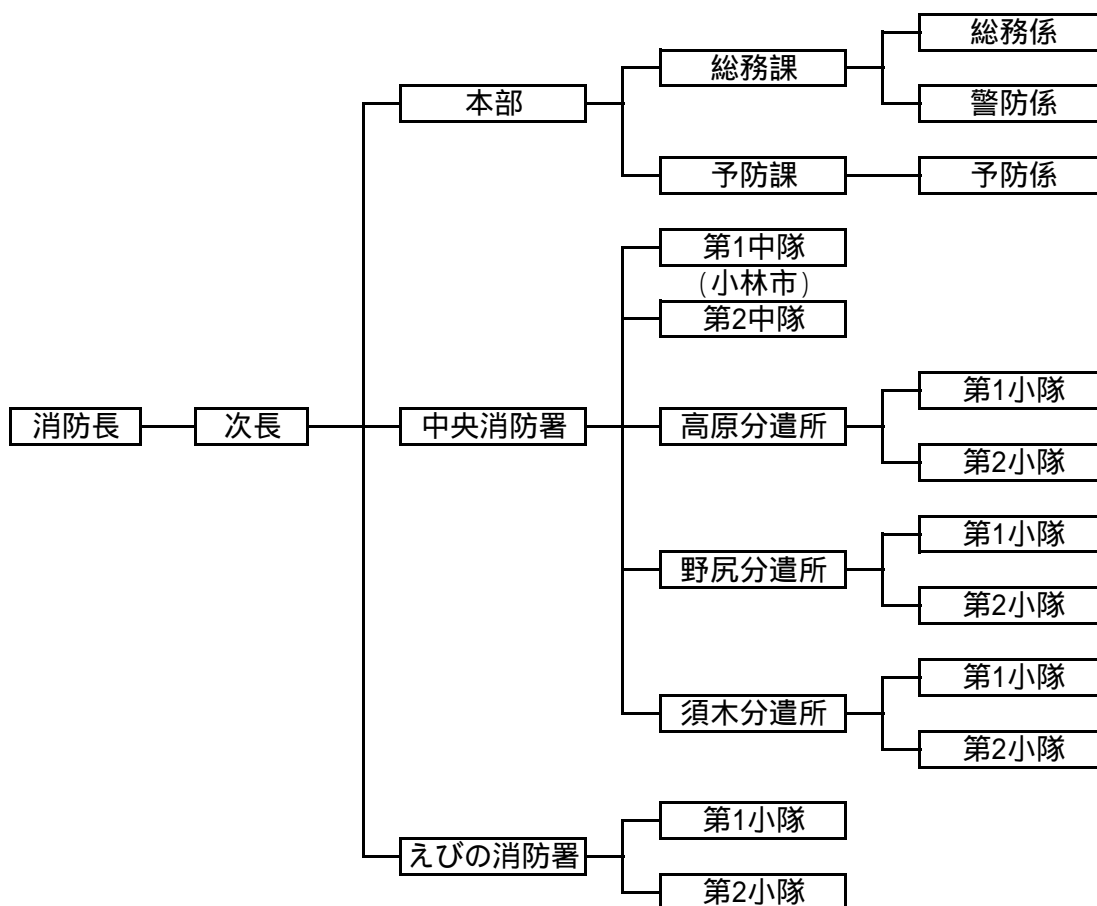 総務係
総務課
本部
警防係
予防課
予防係
第1中隊
(小林市)
第2中隊
第1小隊
消防長
次長
中央消防署
高原分遣所
第2小隊
第1小隊
野尻分遣所
第2小隊
第1小隊
須木分遣所
第2小隊
第1小隊
えびの消防署
第2小隊